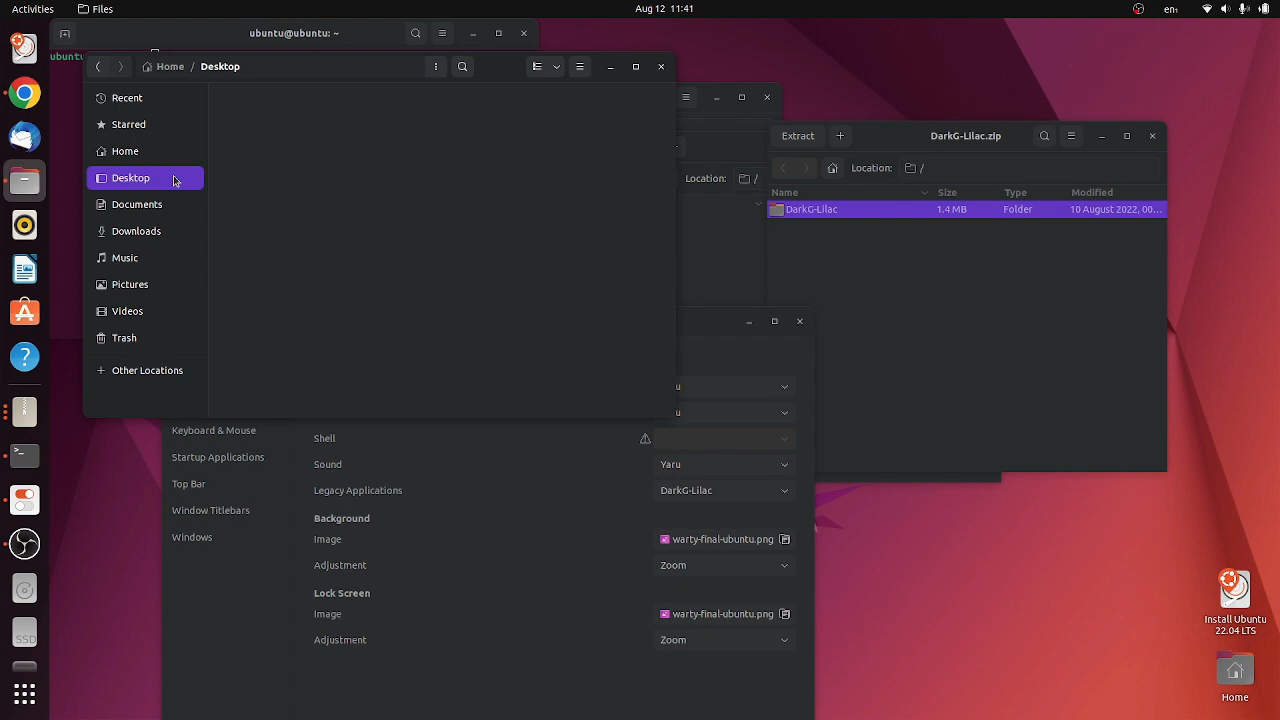 Activities
Files
Aug 12 11:41
en₁
ubuntu@ubuntu: ~
ubuntu
Home / Desktop
Recent
Starred
Home
Desktop
Documents
Downloads
Music
Pictures
Videos
Trash
+ Other Locations
Location: /
Extract
DarkG-Lilac.zip
Location: /
Name Size Type Modified
DarkG-Lilac 1.4 MB Folder 10 August 2022, 00...
Keyboard & Mouse
Startup Applications
Top Bar
Window Titlebars
Windows
Shell
Sound Yaru
Legacy Applications DarkG-Lilac
Background
Image warty-final-ubuntu.png
Adjustment Zoom
Lock Screen
Image warty-final-ubuntu.png
Adjustment Zoom
SSD
Install Ubuntu
22.04 LTS
Home